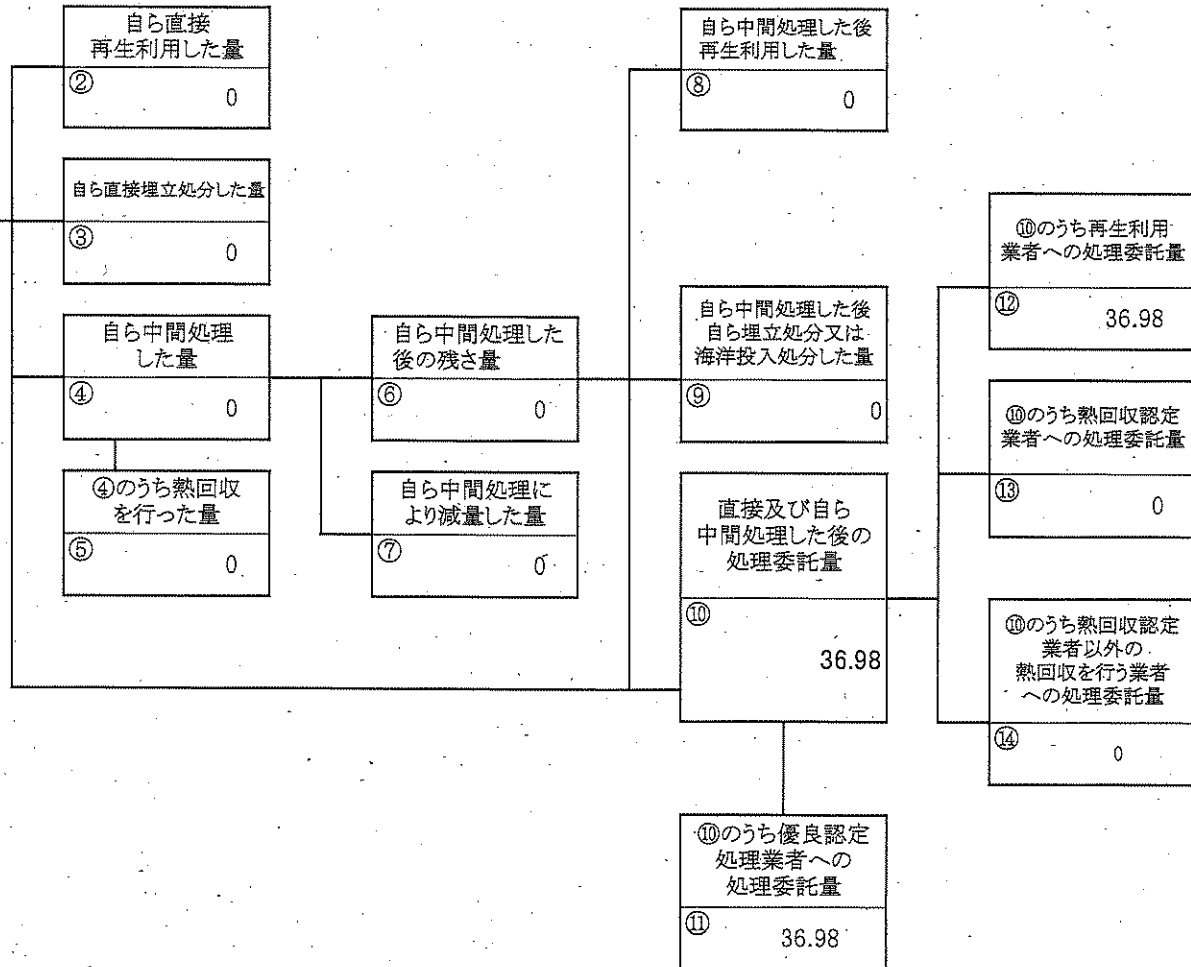 自ら直接
再生利用した量
②
0
自ら直接埋立処分した量
③
0
自ら中間処理
した量
④
0
④のうち熱回収
を行った量
⑤
0
自ら中間処理した
後の残さ量
⑥
0
自ら中間処理に
より減量した量
⑦
0
自ら中間処理した後
再生利用した量
⑧
0
自ら中間処理した後
自ら埋立処分又は
海洋投入処分した量
⑨
0
直接及び自ら
中間処理した後の
処理委託量
⑩
36.98
⑩のうち優良認定
処理業者への
処理委託量
⑪
36.98
⑩のうち再生利用
業者への処理委託量
⑫
36.98
⑩のうち熱回収認定
業者への処理委託量
⑬
0
⑩のうち熱回収認定
業者以外の
熱回収を行う業者
への処理委託量
⑭
0